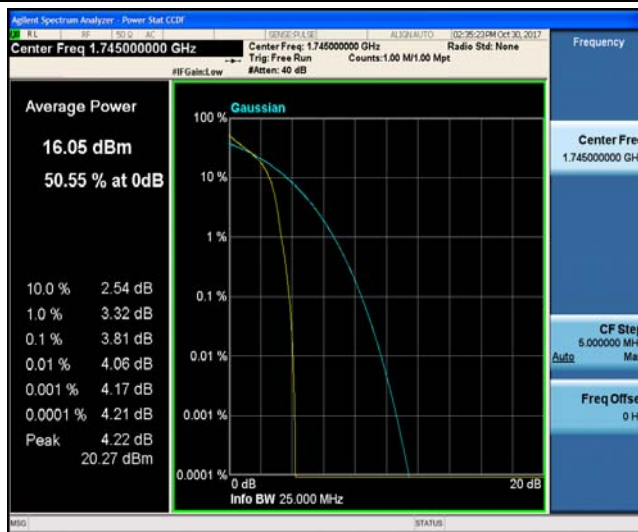 Agilent Spectrum Analyzer - Power Stat CCDF
RL RF 50 Ω AC SENSE:PULSE ALIGN AUTO 02:35:23 PM Oct 30, 2017
Center Freq 1.745000000 GHz
Center Freq: 1.745000000 GHz Radio Std: None
Trig: Free Run Counts:1.00 M/1.00 Mpt
#IFGain:Low #Atten: 40 dB
Frequency
Average Power
16.05 dBm
50.55 % at 0dB
10.0 % 2.54 dB
1.0 % 3.32 dB
0.1 % 3.81 dB
0.01 % 4.06 dB
0.001 % 4.17 dB
0.0001 % 4.21 dB
Peak 4.22 dB
20.27 dBm
Gaussian
100 %
10 %
1 %
0.1 %
0.01 %
0.001 %
0.0001 %
0 dB 20 dB
Info BW 25.000 MHz
Center Fre
1.745000000 GH
CF Ste
5.000000 MH
Auto Ma
Freq Offse
0 H
MSG STATUS